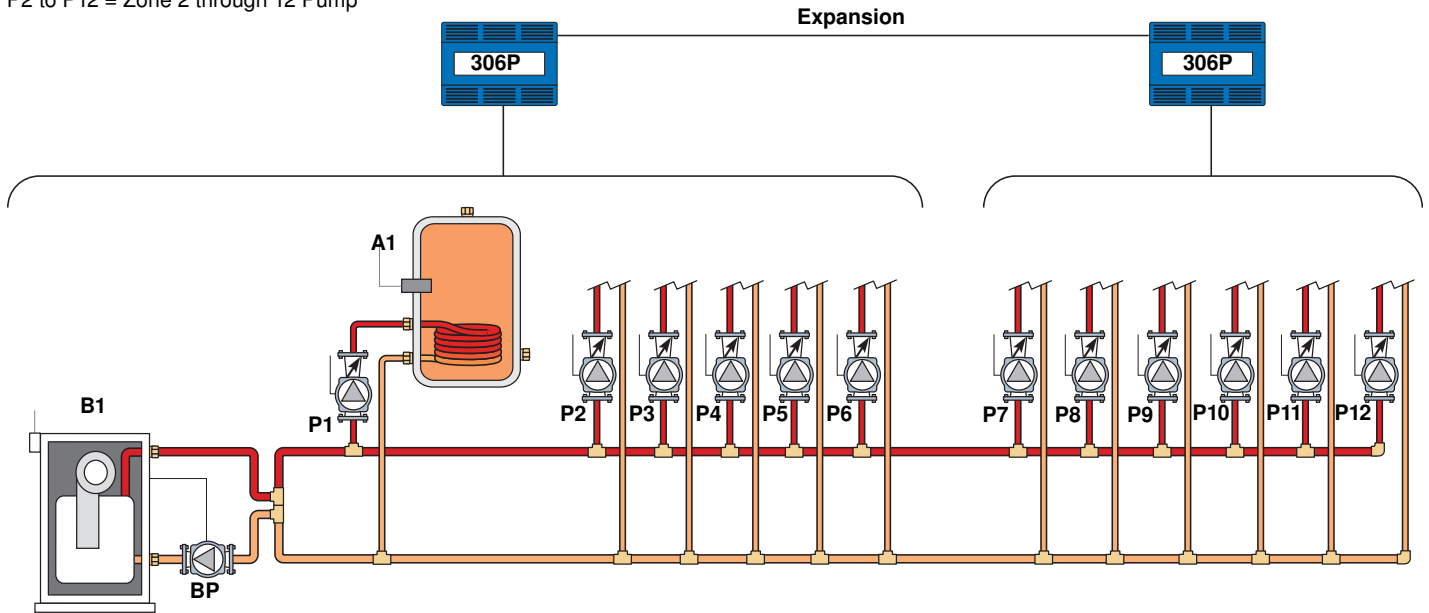 P2 to P12 = Zone 2 through 12 Pump
Expansion
306P
306P
A1
B1
P1
P2
P3
P4
P5
P6
P7
P8
P9
P10
P11
P12
BP